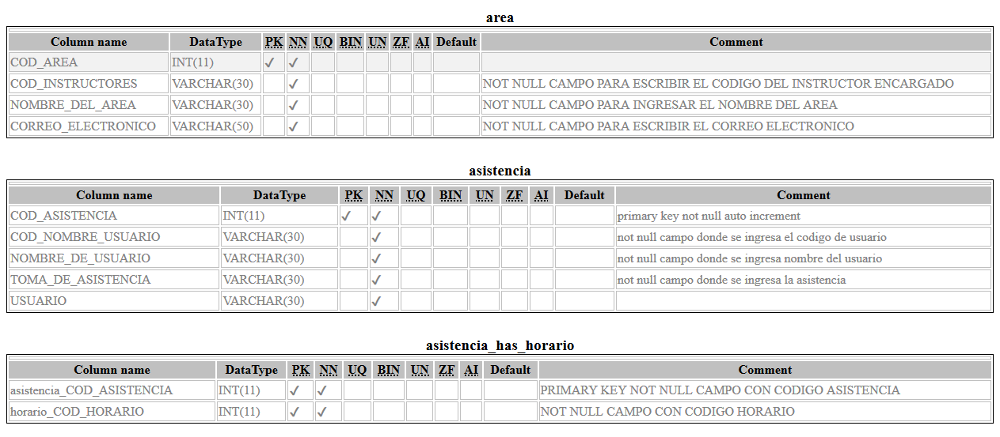 area
Column name DataType PK NN UQ BIN UN ZF AI Default Comment
COD_AREA INT(11) ✓ ✓
COD_INSTRUCTORES VARCHAR(30) ✓ NOT NULL CAMPO PARA ESCRIBIR EL CODIGO DEL INSTRUCTOR ENCARGADO
NOMBRE_DEL_AREA VARCHAR(30) ✓ NOT NULL CAMPO PARA INGRESAR EL NOMBRE DEL AREA
CORREO_ELECTRONICO VARCHAR(50) ✓ NOT NULL CAMPO PARA ESCRIBIR EL CORREO ELECTRONICO
asistencia
Column name DataType PK NN UQ BIN UN ZF AI Default Comment
COD_ASISTENCIA INT(11) ✓ ✓ primary key not null auto increment
COD_NOMBRE_USUARIO VARCHAR(30) ✓ not null campo donde se ingresa el codigo de usuario
NOMBRE_DE_USUARIO VARCHAR(30) ✓ not null campo donde se ingresa nombre del usuario
TOMA_DE_ASISTENCIA VARCHAR(30) ✓ not null campo donde se ingresa la asistencia
USUARIO VARCHAR(30) ✓
asistencia_has_horario
Column name DataType PK NN UQ BIN UN ZF AI Default Comment
asistencia_COD_ASISTENCIA INT(11) ✓ ✓ PRIMARY KEY NOT NULL CAMPO CON CODIGO ASISTENCIA
horario_COD_HORARIO INT(11) ✓ ✓ NOT NULL CAMPO CON CODIGO HORARIO